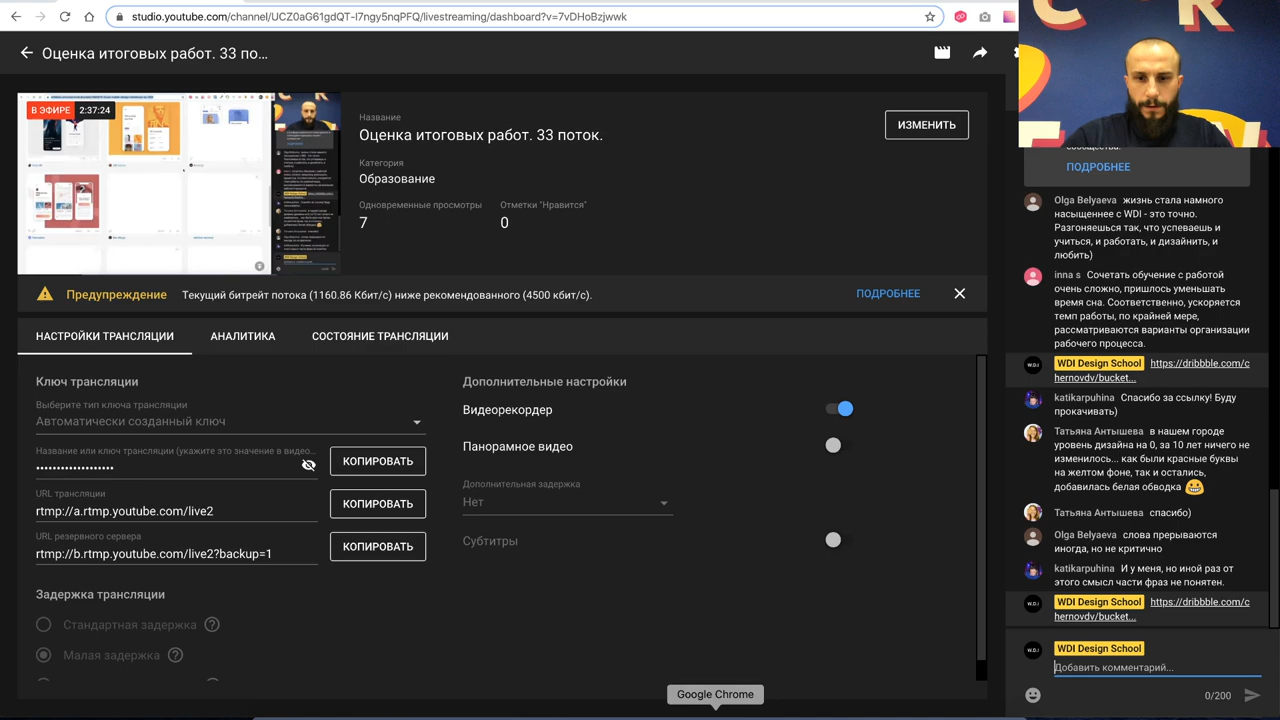 studio.youtube.com/channel/UCZ0aG61gdQT-I7ngy5nqPFQ/livestreaming/dashboard?v=7vDHoBzjwwk
Оценка итоговых работ. 33 по...
В ЭФИРЕ 2:37:24
Название
Оценка итоговых работ. 33 поток.
ИЗМЕНИТЬ
Категория
Образование
Одновременные просмотры
Отметки "Нравится"
7
0
Предупреждение
Текущий битрейт потока (1160.86 Кбит/с) ниже рекомендованного (4500 кбит/с).
ПОДРОБНЕЕ
НАСТРОЙКИ ТРАНСЛЯЦИИ
АНАЛИТИКА
СОСТОЯНИЕ ТРАНСЛЯЦИИ
Ключ трансляции
Выберите тип ключа трансляции
Автоматически созданный ключ
Название или ключ трансляции (укажите это значение в видео...
••••••••••••••••••
КОПИРОВАТЬ
URL трансляции
rtmp://a.rtmp.youtube.com/live2
КОПИРОВАТЬ
URL резервного сервера
rtmp://b.rtmp.youtube.com/live2?backup=1
КОПИРОВАТЬ
Задержка трансляции
Стандартная задержка
Малая задержка
Дополнительные настройки
Видеорекордер
Панорамное видео
Дополнительная задержка
Нет
Субтитры
Google Chrome
сообщества.
ПОДРОБНЕЕ
Olga Belyaeva жизнь стала намного
насыщеннее с WDI - это точно.
Разгоняешься так, что успеваешь и
учиться, и работать, и дизайнить, и
любить)
inna s Сочетать обучение с работой
очень сложно, пришлось уменьшать
время сна. Соответственно, ускоряется
темп работы, по крайней мере,
рассматриваются варианты организации
рабочего процесса.
WDI Design School https://dribbble.com/c
hernovdv/bucket...
katikarpuhina Спасибо за ссылку! Буду
прокачивать)
Татьяна Антышева в нашем городе
уровень дизайна на 0, за 10 лет ничего не
изменилось... как были красные буквы
на желтом фоне, так и остались,
добавилась белая обводка
Татьяна Антышева спасибо)
Olga Belyaeva слова прерываются
иногда, но не критично
katikarpuhina И у меня, но иной раз от
этого смысл части фраз не понятен.
WDI Design School https://dribbble.com/c
hernovdv/bucket...
WDI Design School
Добавить комментарий...
0/200